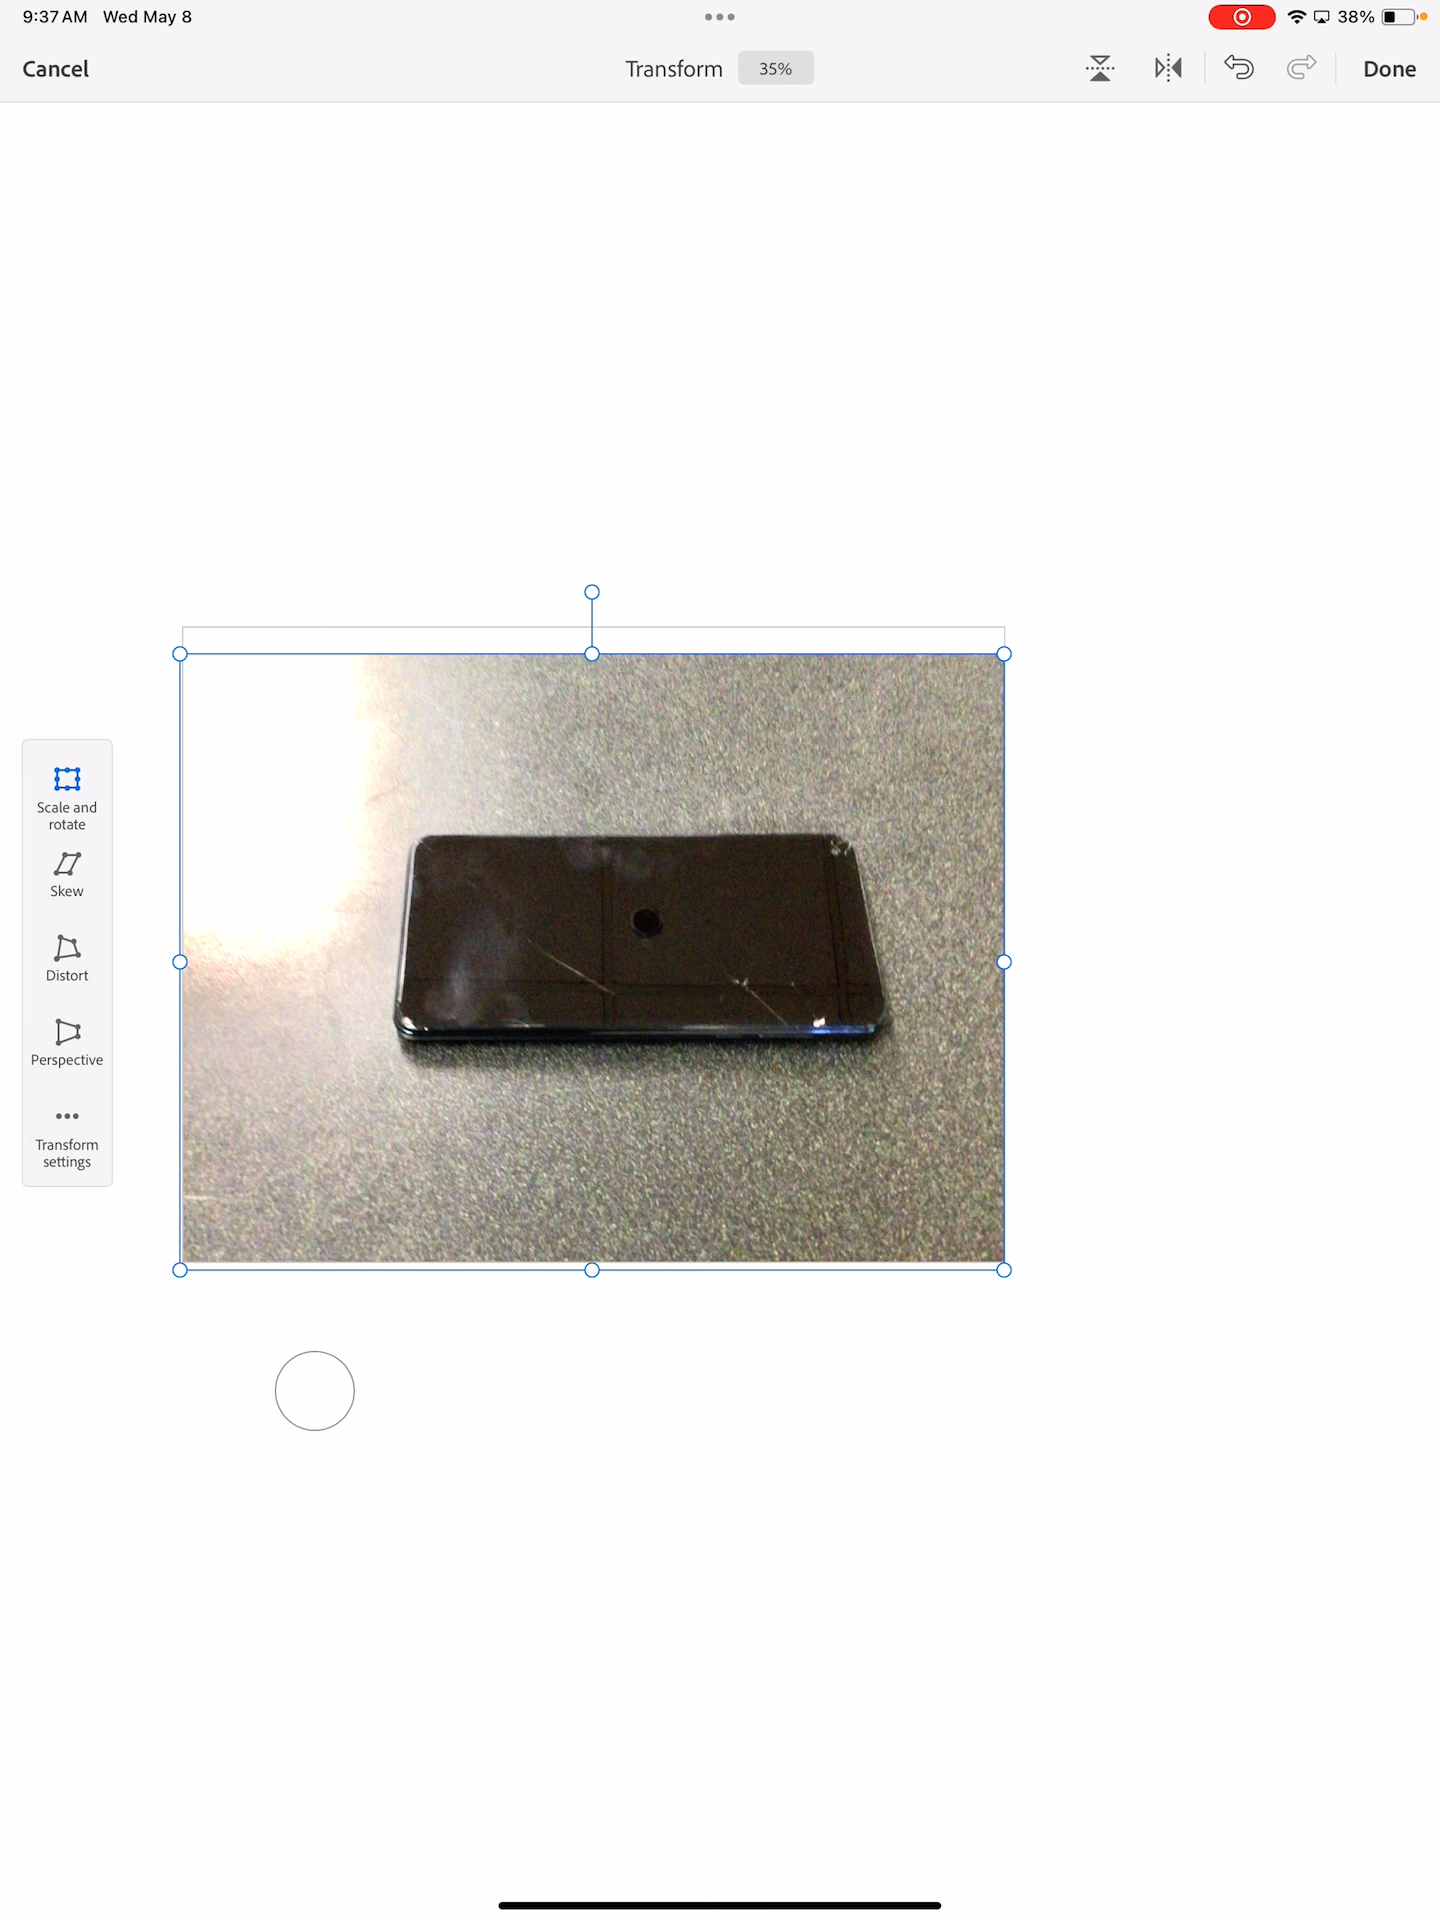 9:37 AM Wed May 8
38%
Cancel
Transform
35%
Done
Scale and
rotate
Skew
Distort
Perspective
Transform
settings